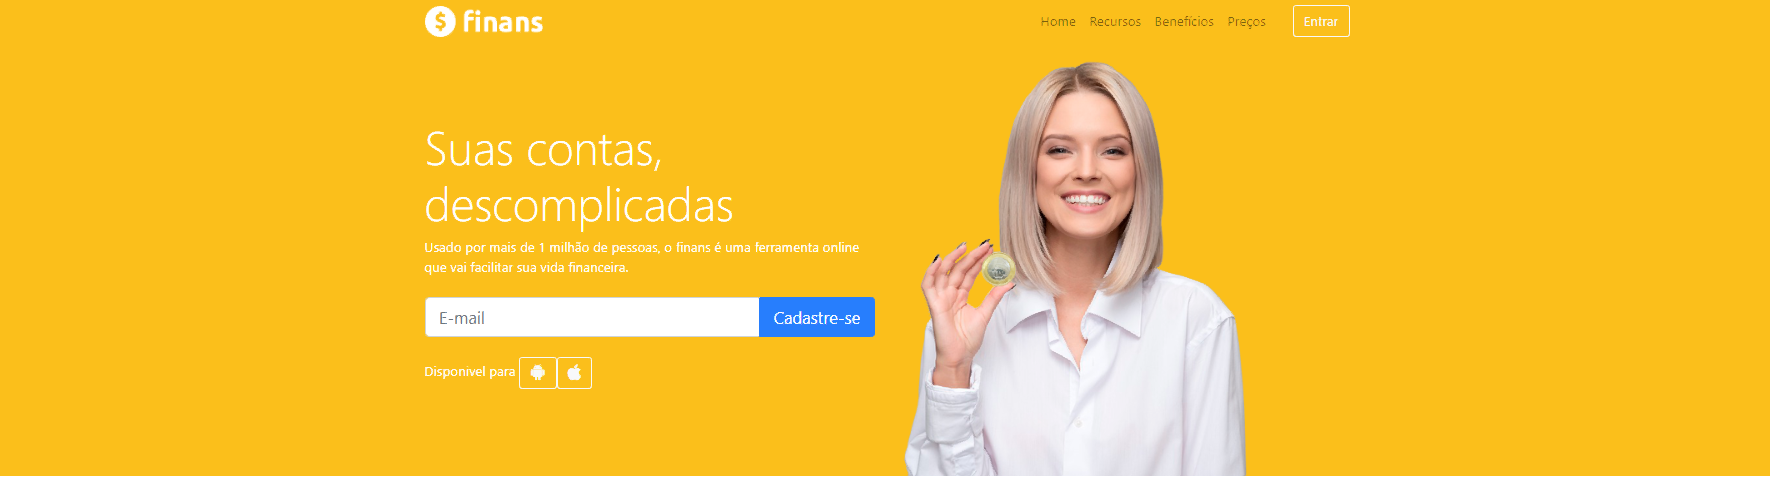 $ finans
Home Recursos Benefícios Preços Entrar
Suas contas,
descomplicadas
Usado por mais de 1 milhão de pessoas, o finans é uma ferramenta online
que vai facilitar sua vida financeira.
E-mail Cadastre-se
Disponível para